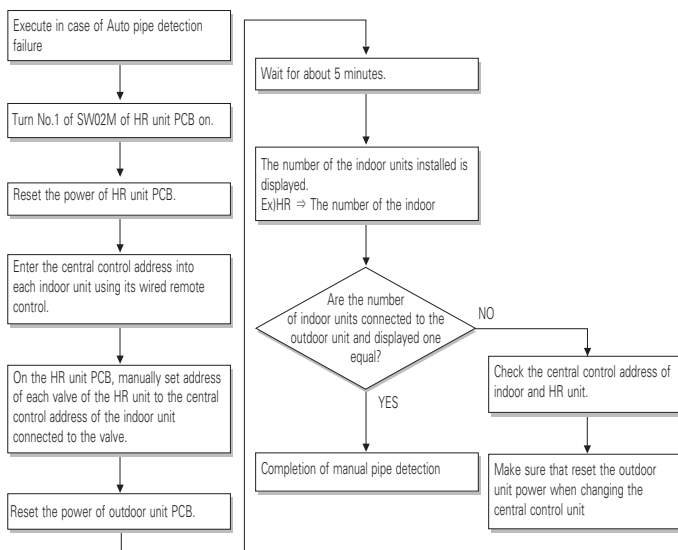 Execute in case of Auto pipe detection
failure
Turn No.1 of SW02M of HR unit PCB on.
Reset the power of HR unit PCB.
Enter the central control address into
each indoor unit using its wired remote
control.
On the HR unit PCB, manually set address
of each valve of the HR unit to the central
control address of the indoor unit
connected to the valve.
Reset the power of outdoor unit PCB.
Wait for about 5 minutes.
The number of the indoor units installed is
displayed.
Ex)HR ⇒ The number of the indoor
Are the number
of indoor units connected to the
outdoor unit and displayed one
equal?
NO
YES
Completion of manual pipe detection
Check the central control address of
indoor and HR unit.
Make sure that reset the outdoor
unit power when changing the
central control unit